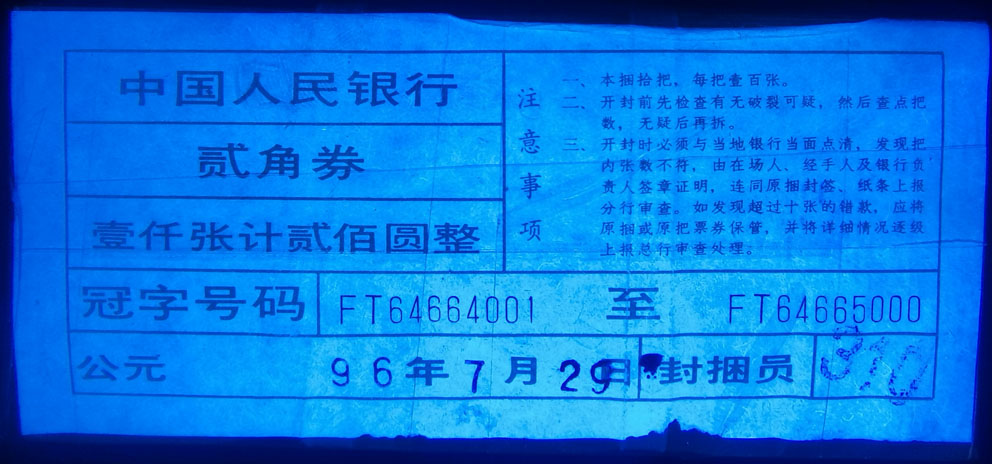 中国人民银行
贰角券
壹仟张计贰佰圆整
注意事项
一、本捆拾把，每把壹百张。
二、开封前先检查有无破裂可疑，然后查点把
数，无疑后再拆。
三、开封时必须与当地银行当面点清，发现把
内张数不符，由在场人、经手人及银行负
责人签章证明，连同原捆封签、纸条上报
分行审查。如发现超过十张的错款，应将
原捆或原把票券保管，并将详细情况逐级
上报总行审查处理。
冠字号码 FT64664001 至 FT64665000
公元 96年7月29日 封捆员 310